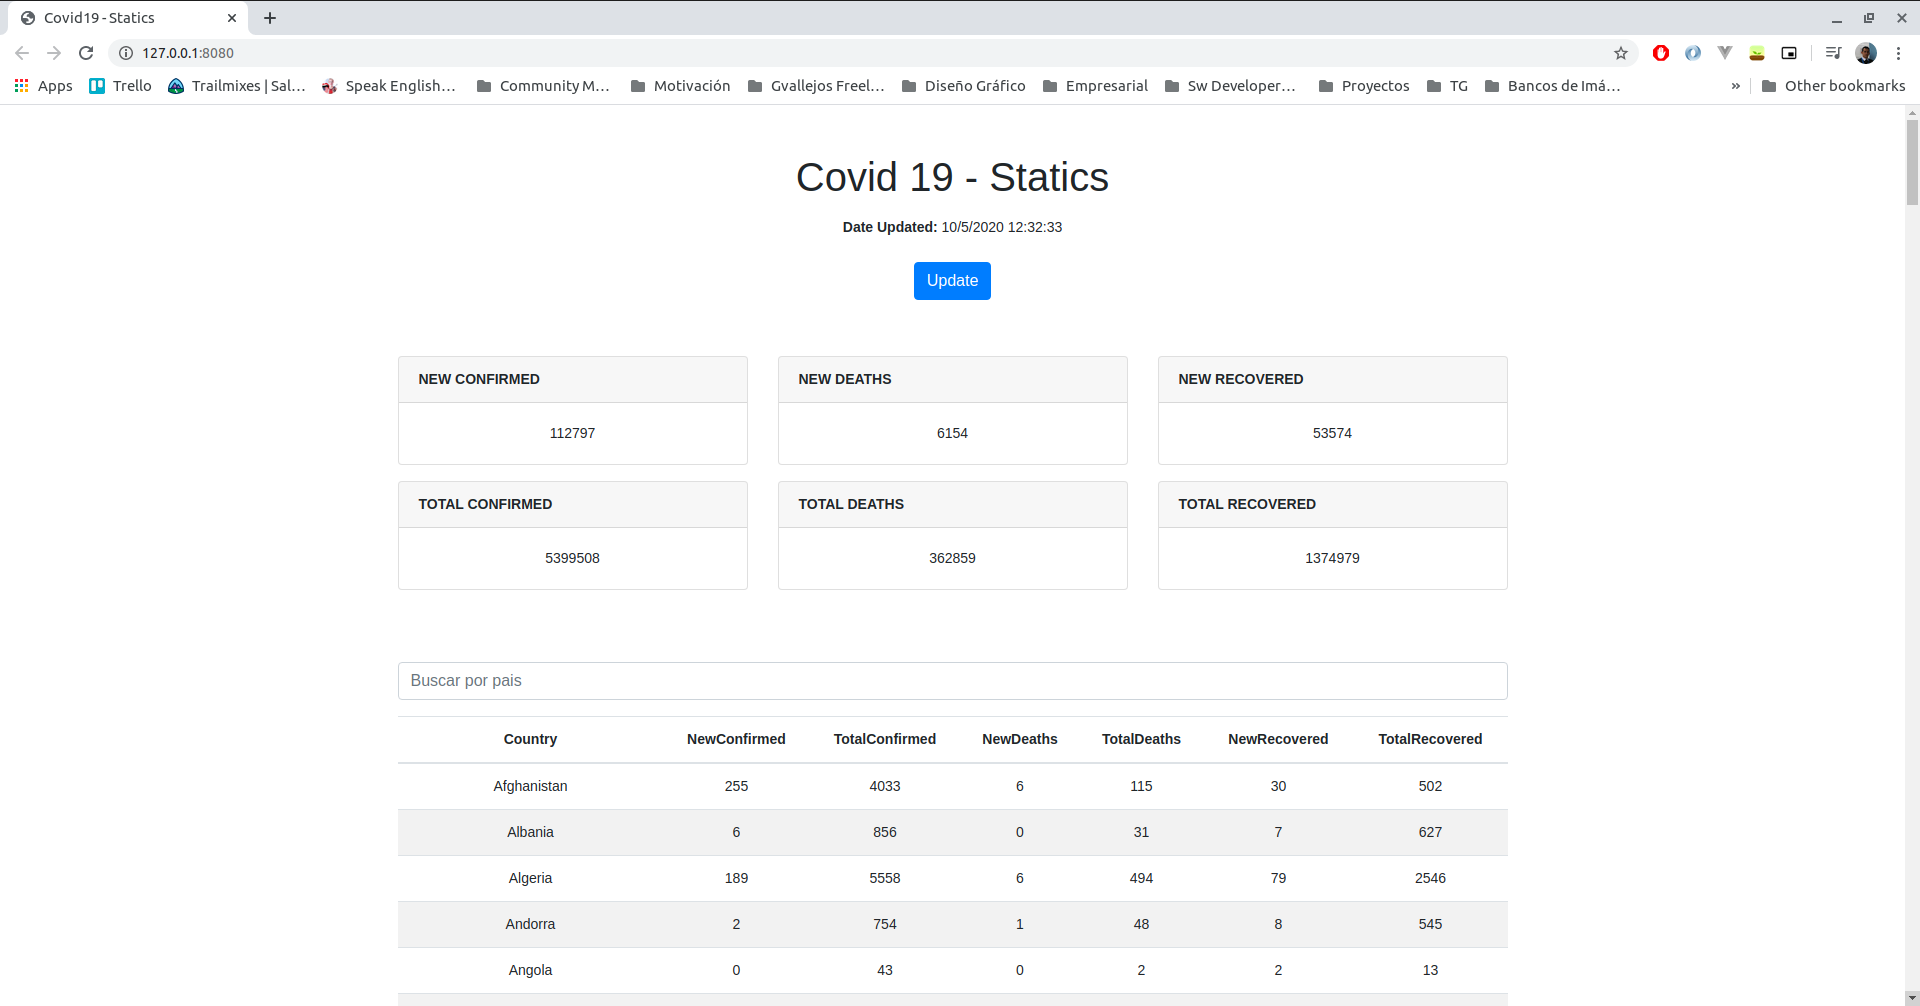 Covid19 - Statics
127.0.0.1:8080
Apps Trello Trailmixes | Sal… Speak English… Community M… Motivación Gvallejos Freel… Diseño Gráfico Empresarial Sw Developer… Proyectos TG Bancos de Imá… » Other bookmarks
Covid 19 - Statics
Date Updated: 10/5/2020 12:32:33
Update
NEW CONFIRMED NEW DEATHS NEW RECOVERED
112797 6154 53574
TOTAL CONFIRMED TOTAL DEATHS TOTAL RECOVERED
5399508 362859 1374979
Buscar por pais
Country NewConfirmed TotalConfirmed NewDeaths TotalDeaths NewRecovered TotalRecovered
Afghanistan 255 4033 6 115 30 502
Albania 6 856 0 31 7 627
Algeria 189 5558 6 494 79 2546
Andorra 2 754 1 48 8 545
Angola 0 43 0 2 2 13